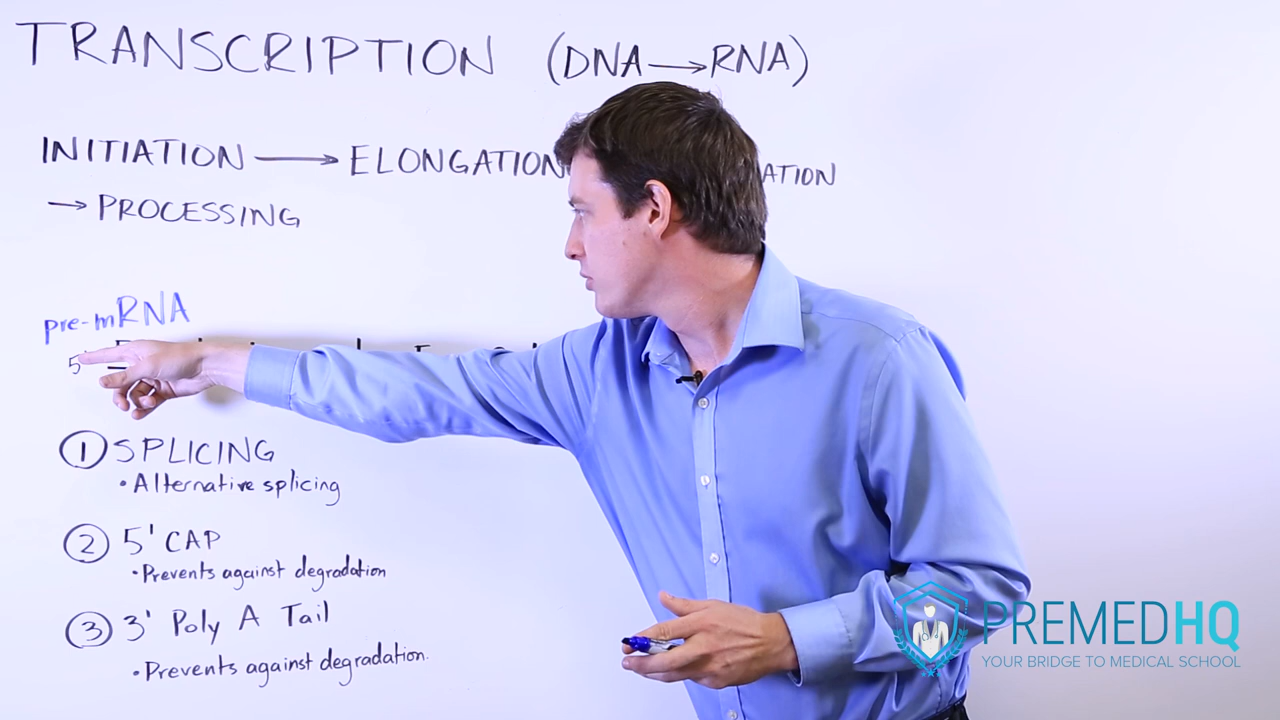 TRANSCRIPTION (DNA → RNA)
INITIATION → ELONGATION ATION
→ PROCESSING
pre-mRNA
5'
① SPLICING
• Alternative splicing
② 5' CAP
• Prevents against degradation
③ 3' Poly A Tail
• Prevents against degradation.
PREMEDHQ
YOUR BRIDGE TO MEDICAL SCHOOL